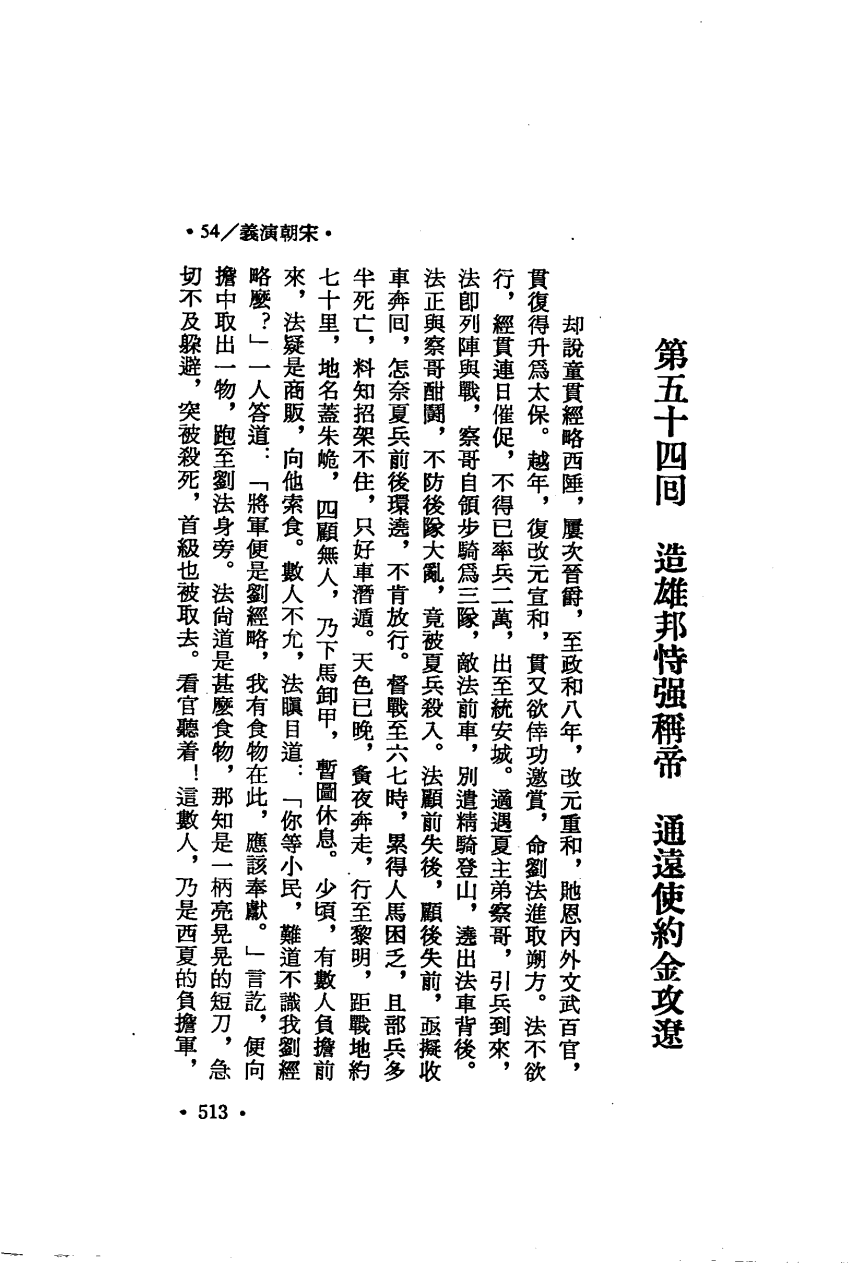 第五十四回　造雄邦恃强稱帝　通遠使約金攻遼
却說童貫經略西陲，屢次晉爵，至政和八年，改元重和，貤恩內外文武百官，
貫復得升爲太保。越年，復改元宣和，貫又欲倖功邀賞，命劉法進取朔方。法不欲
行，經貫連日催促，不得已率兵二萬，出至統安城。適遇夏主弟察哥，引兵到來，
法卽列陣與戰，察哥自領步騎爲三隊，敵法前車，別遣精騎登山，遶出法車背後。
法正與察哥酣鬭，不防後隊大亂，竟被夏兵殺入。法顧前失後，顧後失前，亟擬收
車奔回，怎奈夏兵前後環遶，不肯放行。督戰至六七時，累得人馬困乏，且部兵多
半死亡，料知招架不住，只好車潛遁。天色已晚，夤夜奔走，行至黎明，距戰地約
七十里，地名蓋朱峗，四顧無人，乃下馬卸甲，暫圖休息。少頃，有數人負擔前
來，法疑是商販，向他索食。數人不允，法瞋目道：「你等小民，難道不識我劉經
略麽？」一人答道：「將軍便是劉經略，我有食物在此，應該奉獻。」言訖，便向
擔中取出一物，跑至劉法身旁。法尙道是甚麽食物，那知是一柄亮晃晃的短刀，急
切不及躱避，突被殺死，首級也被取去。看官聽着！這數人，乃是西夏的負擔軍，
•54／義演朝宋•
•513•